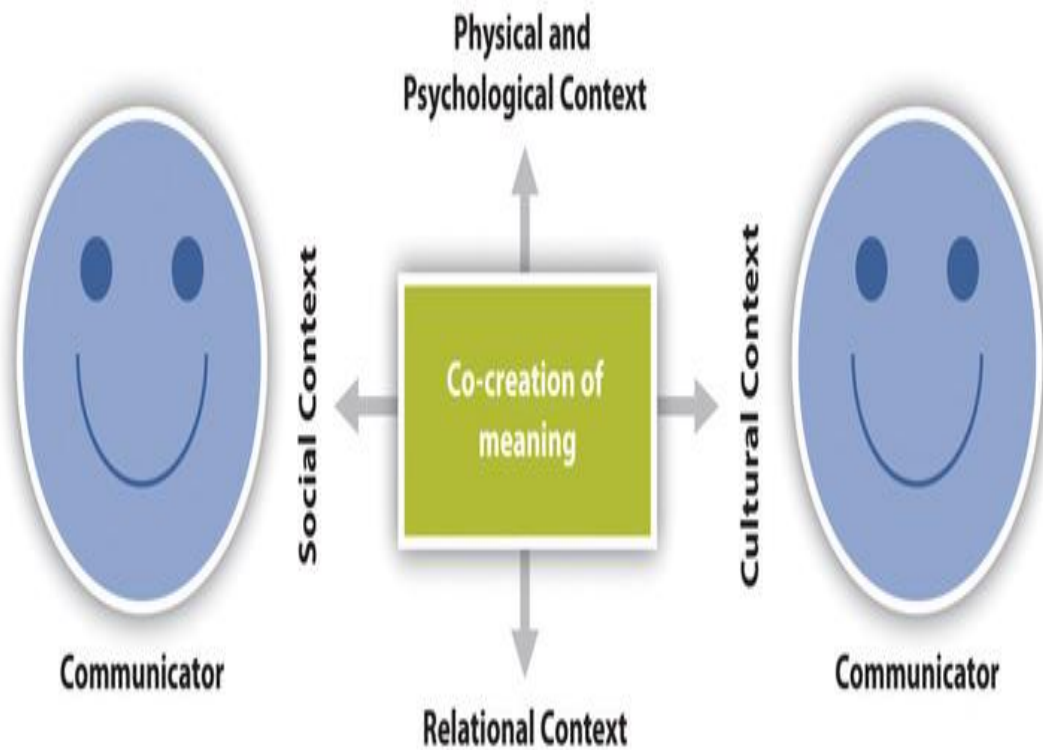 Physical and
Psychological Context
Social Context
Co-creation of
meaning
Cultural Context
Communicator
Communicator
Relational Context